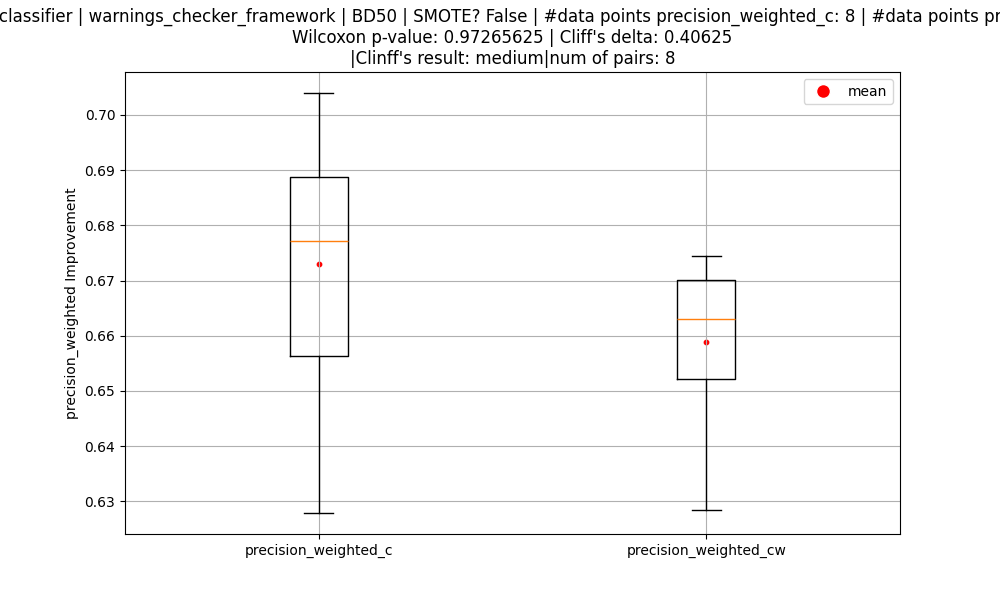 classifier | warnings_checker_framework | BD50 | SMOTE? False | #data points precision_weighted_c: 8 | #data points
Wilcoxon p-value: 0.97265625 | Cliff's delta: 0.40625
|Clinff's result: medium|num of pairs: 8
mean
0.70
0.69
0.68
0.67
0.66
0.65
0.64
0.63
precision_weighted Improvement
precision_weighted_c
precision_weighted_cw